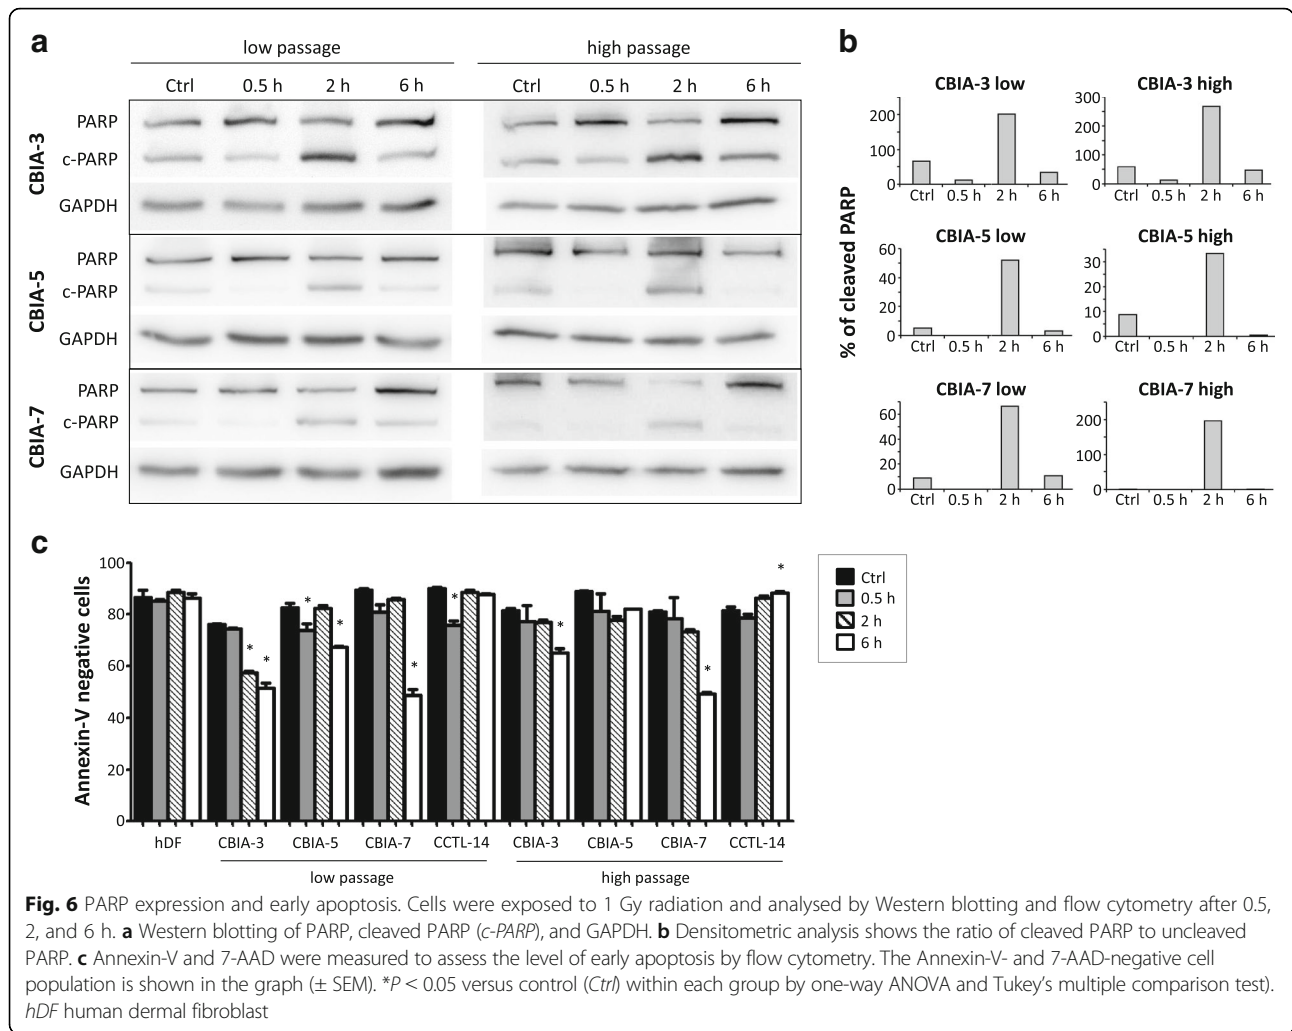 a
low passage
high passage
Ctrl 0.5 h 2 h 6 h
Ctrl 0.5 h 2 h 6 h
CBIA-3
PARP
c-PARP
GAPDH
CBIA-5
PARP
c-PARP
GAPDH
CBIA-7
PARP
c-PARP
GAPDH
b
% of cleaved PARP
CBIA-3 low
200
100
0
Ctrl 0.5 h 2 h 6 h
CBIA-3 high
300
200
100
0
Ctrl 0.5 h 2 h 6 h
CBIA-5 low
60
40
20
0
Ctrl 0.5 h 2 h 6 h
CBIA-5 high
30
20
10
0
Ctrl 0.5 h 2 h 6 h
CBIA-7 low
60
40
20
0
Ctrl 0.5 h 2 h 6 h
CBIA-7 high
200
100
0
Ctrl 0.5 h 2 h 6 h
c
Annexin-V negative cells
100
80
60
40
20
0
* * * * * * * * *
hDF CBIA-3 CBIA-5 CBIA-7 CCTL-14 CBIA-3 CBIA-5 CBIA-7 CCTL-14
low passage high passage
Ctrl
0.5 h
2 h
6 h
Fig. 6 PARP expression and early apoptosis. Cells were exposed to 1 Gy radiation and analysed by Western blotting and flow cytometry after 0.5,
2, and 6 h. a Western blotting of PARP, cleaved PARP (c-PARP), and GAPDH. b Densitometric analysis shows the ratio of cleaved PARP to uncleaved
PARP. c Annexin-V and 7-AAD were measured to assess the level of early apoptosis by flow cytometry. The Annexin-V- and 7-AAD-negative cell
population is shown in the graph (± SEM). *P < 0.05 versus control (Ctrl) within each group by one-way ANOVA and Tukey’s multiple comparison test).
hDF human dermal fibroblast